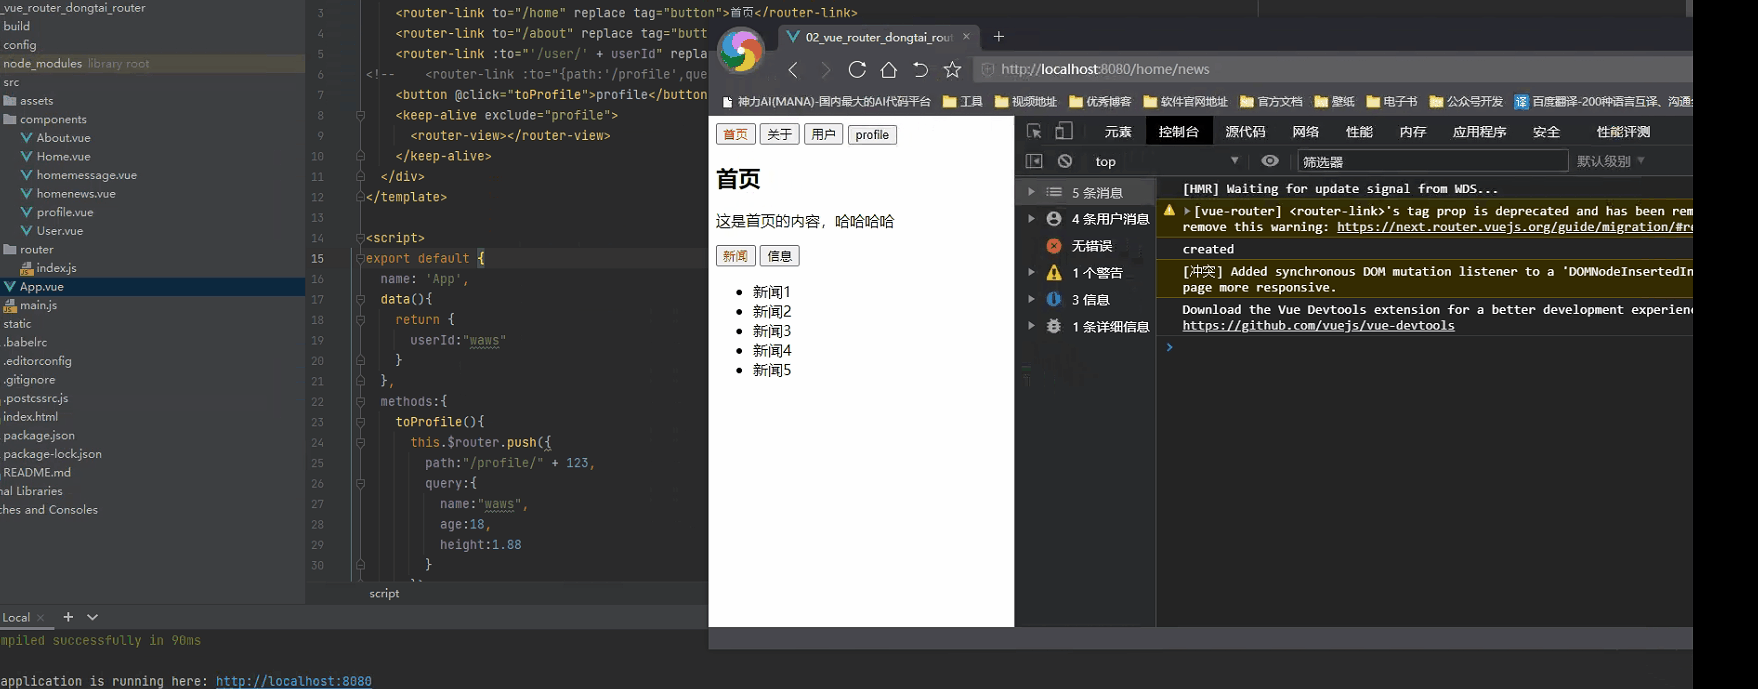 _vue_router_dongtai_router
build
config
node_modules library root
src
assets
components
About.vue
Home.vue
homemessage.vue
homenews.vue
profile.vue
User.vue
router
index.js
App.vue
main.js
static
.babelrc
.editorconfig
.gitignore
.postcssrc.js
index.html
package.json
package-lock.json
README.md
nal Libraries
ches and Consoles
3 <router-link to="/home" replace tag="button">首页</router-link>
4 <router-link to="/about" replace tag="butt
5 <router-link :to="'/user/' + userId" repla
6 <!-- <router-link :to="{path:'/profile',que
7 <button @click="toProfile">profile</button
8 <keep-alive exclude="profile">
9 <router-view></router-view>
10 </keep-alive>
11 </div>
12 </template>
13
14 <script>
15 export default {
16 name: 'App',
17 data(){
18 return {
19 userId:"waws"
20 }
21 },
22 methods:{
23 toProfile(){
24 this.$router.push({
25 path:"/profile/" + 123,
26 query:{
27 name:"waws",
28 age:18,
29 height:1.88
30 }
script
Local × + 
mpiled successfully in 90ms
application is running here: http://localhost:8080
02_vue_router_dongtai_rout × +
http://localhost:8080/home/news
神力AI(MANA)-国内最大的AI代码平台 工具 视频地址 优秀博客 软件官网地址 官方文档 壁纸 电子书 公众号开发 译 百度翻译-200种语言互译、沟通
首页 关于 用户 profile
首页
这是首页的内容，哈哈哈哈
新闻 信息
• 新闻1
• 新闻2
• 新闻3
• 新闻4
• 新闻5
元素 控制台 源代码 网络 性能 内存 应用程序 安全 性能评测
top 筛选器 默认级别
5 条消息
4 条用户消息
无错误
1 个警告
3 信息
1 条详细信息
[HMR] Waiting for update signal from WDS...
[vue-router] <router-link>'s tag prop is deprecated and has been rem
remove this warning: https://next.router.vuejs.org/guide/migration/#r
created
[冲突] Added synchronous DOM mutation listener to a 'DOMNodeInsertedIn
page more responsive.
Download the Vue Devtools extension for a better development experien
https://github.com/vuejs/vue-devtools